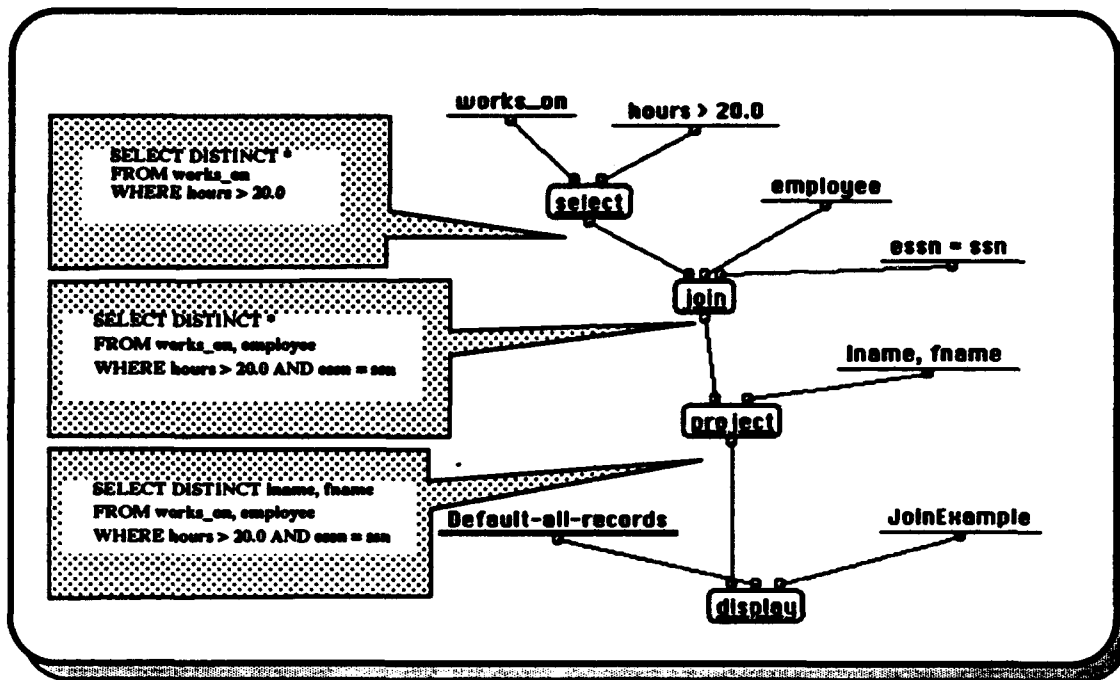 works_on
hours > 20.0
SELECT DISTINCT *
FROM works_on
WHERE hours > 20.0
select
employee
essn = ssn
join
SELECT DISTINCT *
FROM works_on, employee
WHERE hours > 20.0 AND essn = ssn
lname, fname
project
SELECT DISTINCT lname, fname
FROM works_on, employee
WHERE hours > 20.0 AND essn = ssn
Default-all-records
JoinExample
display